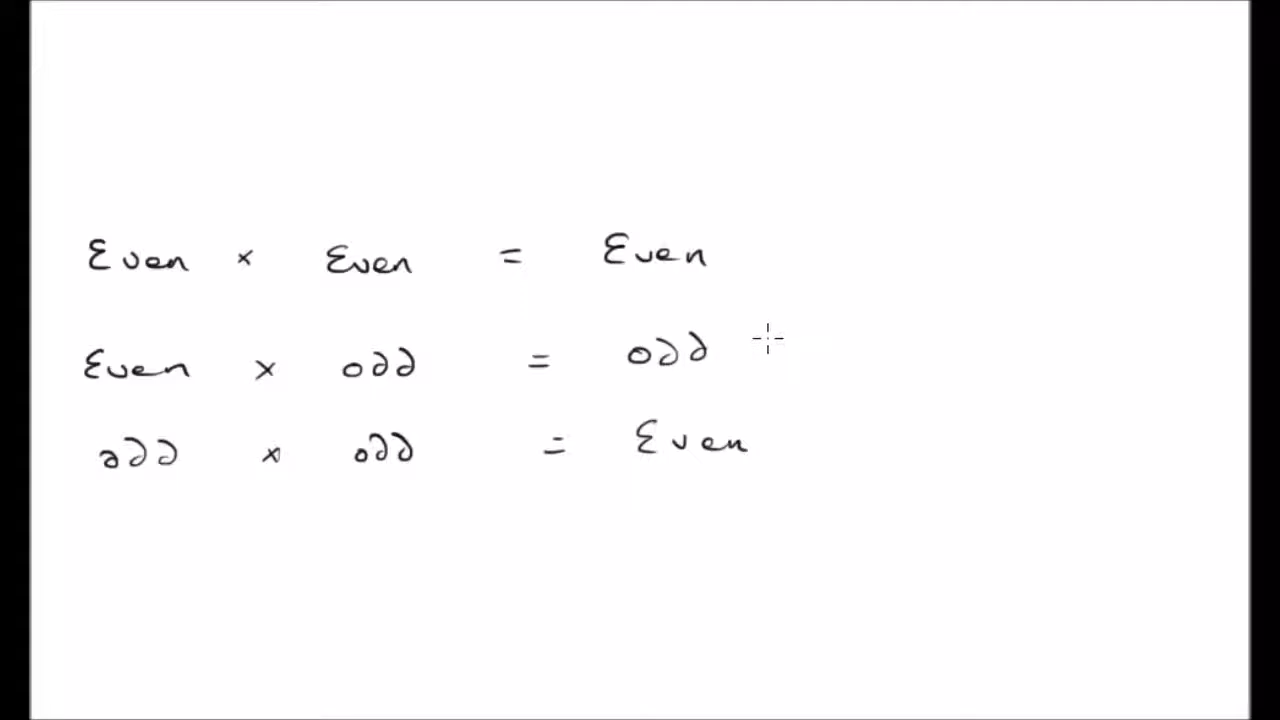 Even × Even = Even
Even × odd = odd
odd × odd = Even